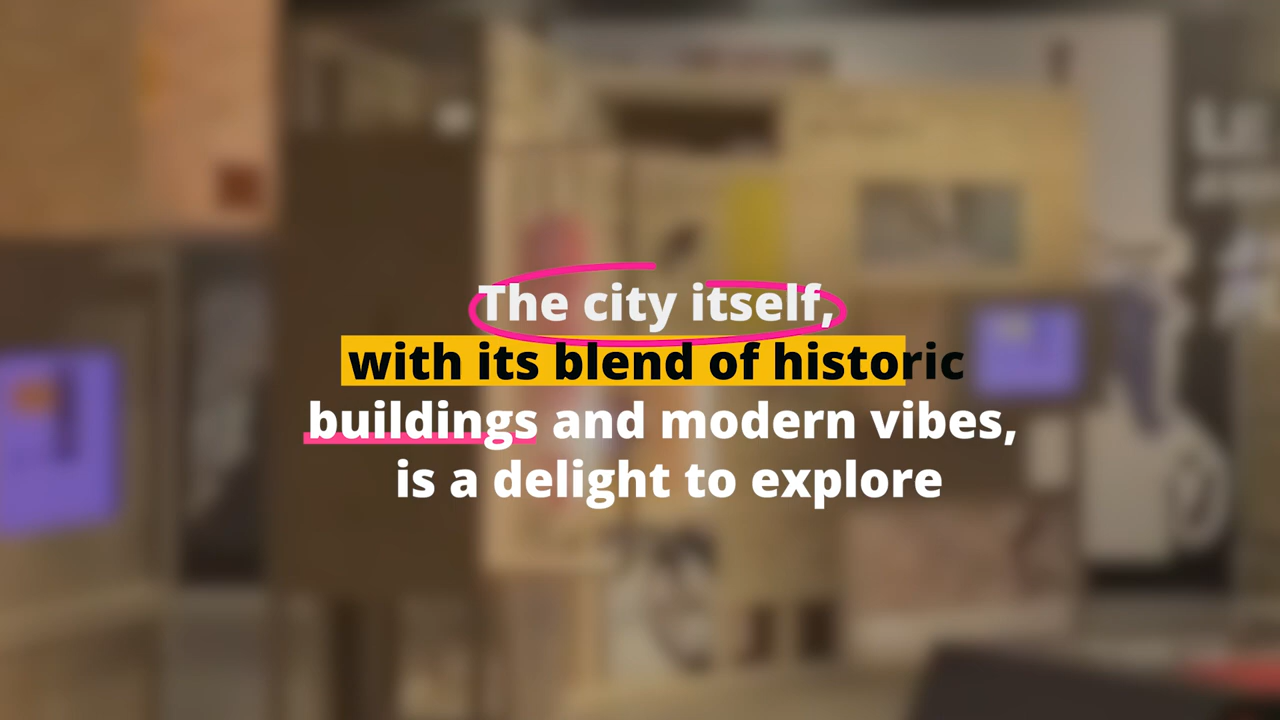 The city itself,
with its blend of historic
buildings and modern vibes,
is a delight to explore